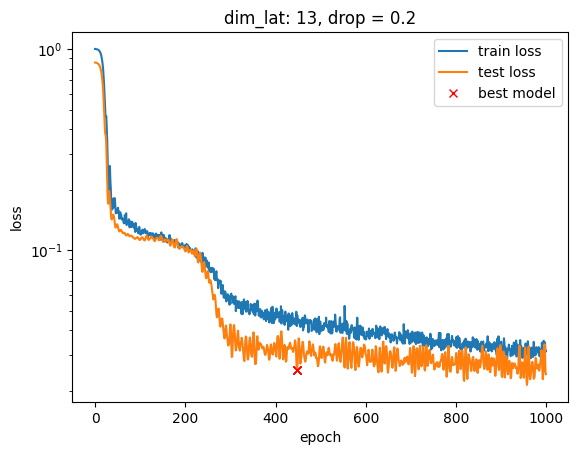 dim_lat: 13, drop = 0.2
10⁰
10⁻¹
loss
train loss
test loss
best model
0
200
400
600
800
1000
epoch